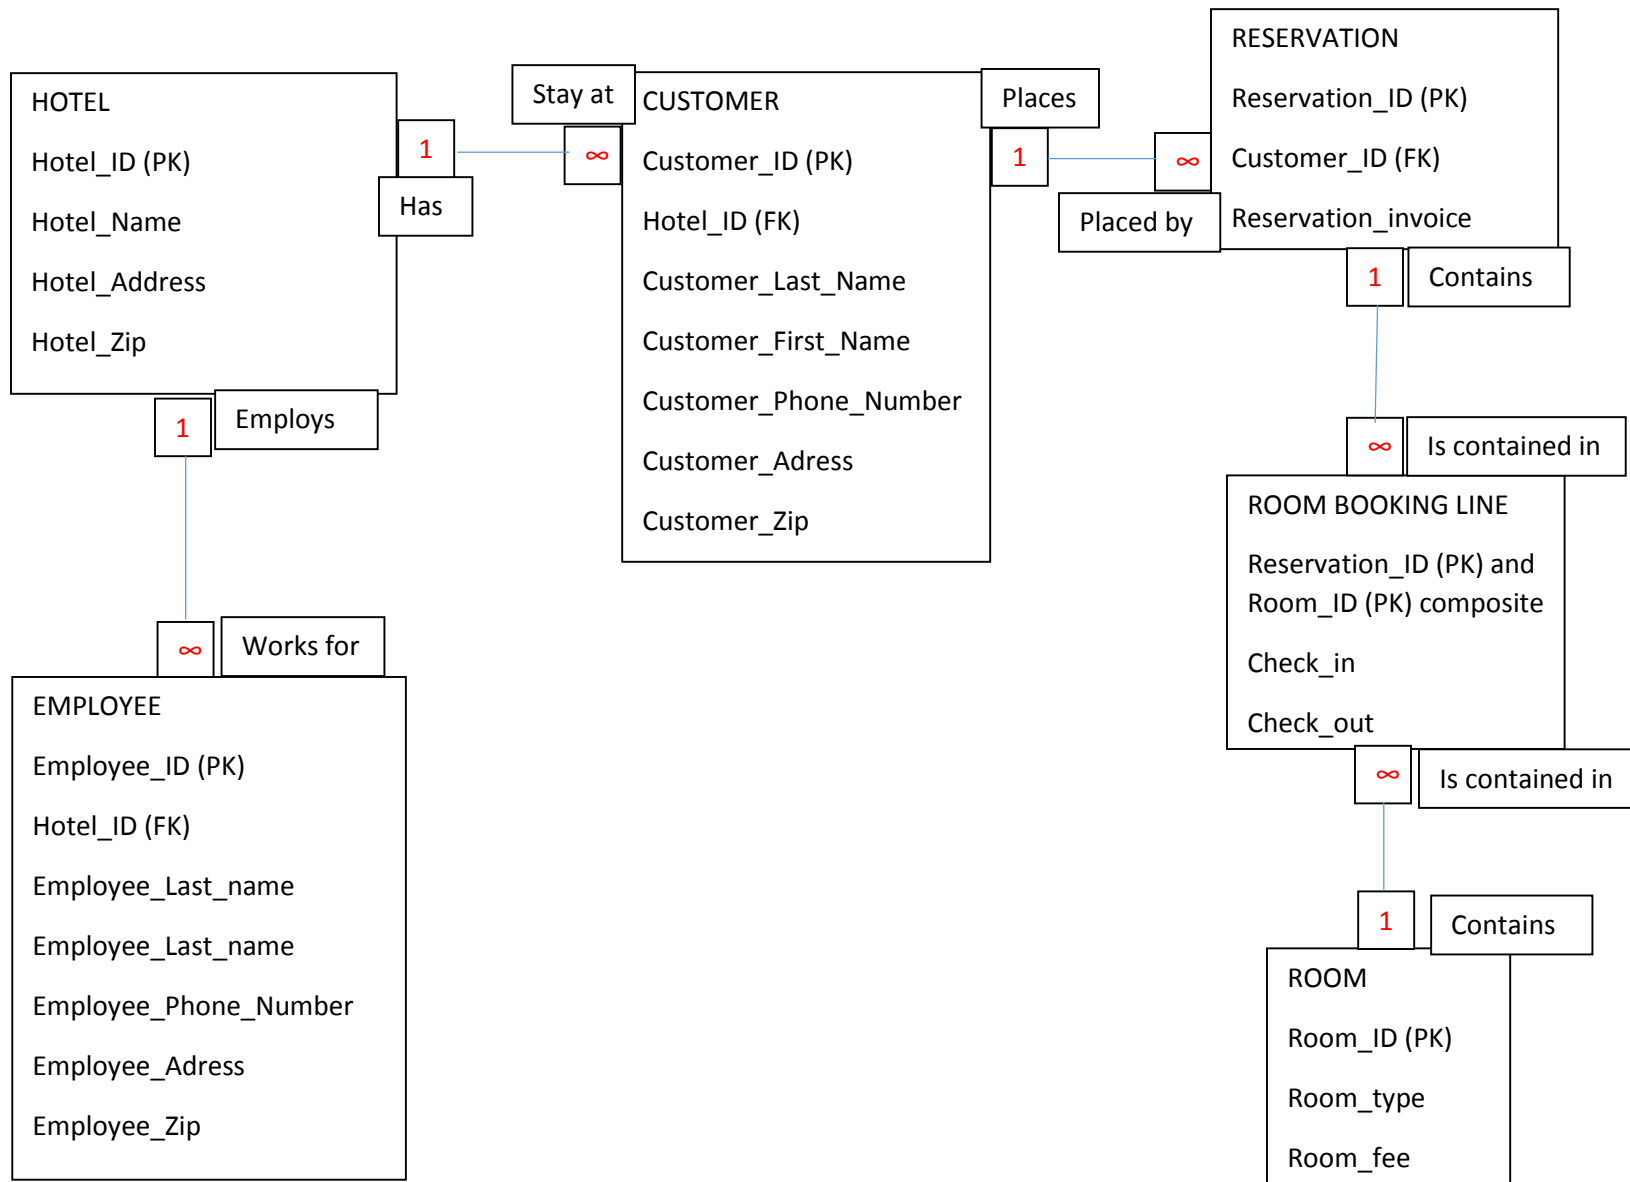 HOTEL
Hotel_ID (PK)
Hotel_Name
Hotel_Address
Hotel_Zip
1
Has
Stay at
∞
CUSTOMER
Customer_ID (PK)
Hotel_ID (FK)
Customer_Last_Name
Customer_First_Name
Customer_Phone_Number
Customer_Adress
Customer_Zip
Places
1
∞
Placed by
RESERVATION
Reservation_ID (PK)
Customer_ID (FK)
Reservation_invoice
1
Contains
∞
Is contained in
ROOM BOOKING LINE
Reservation_ID (PK) and
Room_ID (PK) composite
Check_in
Check_out
∞
Is contained in
1
Contains
ROOM
Room_ID (PK)
Room_type
Room_fee
1
Employs
∞
Works for
EMPLOYEE
Employee_ID (PK)
Hotel_ID (FK)
Employee_Last_name
Employee_Last_name
Employee_Phone_Number
Employee_Adress
Employee_Zip